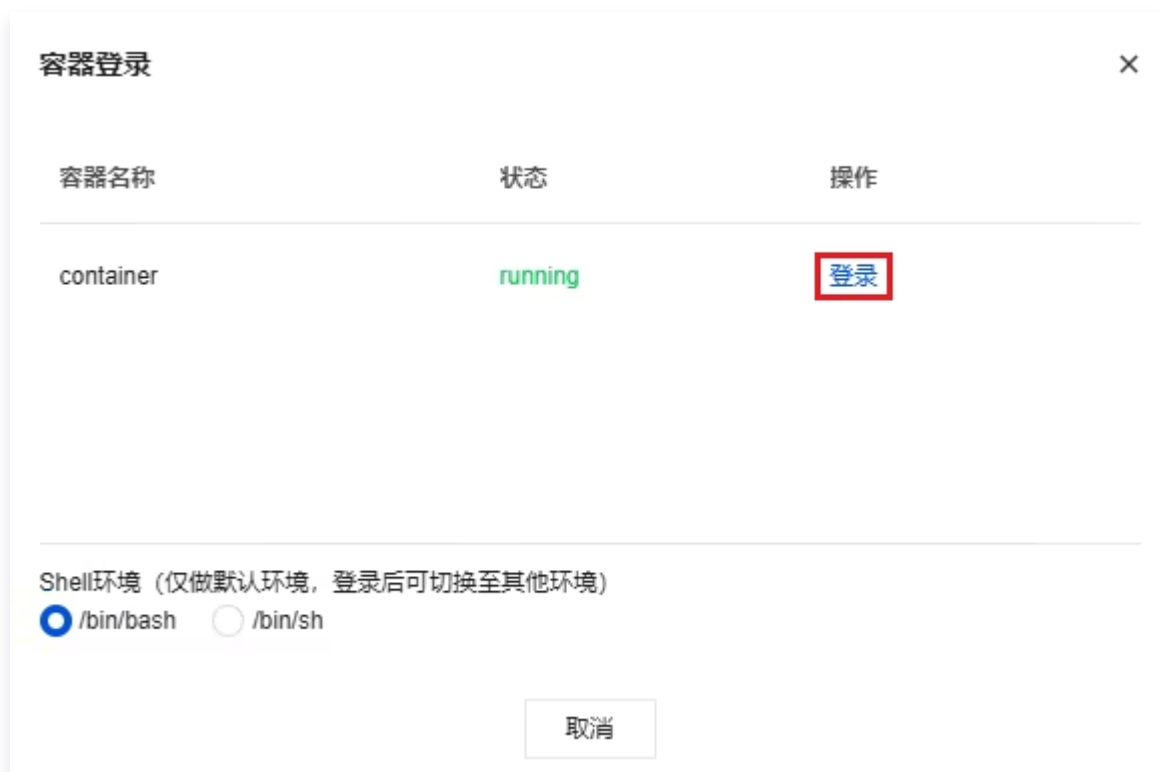 容器登录
容器名称 状态 操作
container running 登录
Shell环境（仅做默认环境，登录后可切换至其他环境）
/bin/bash /bin/sh
取消